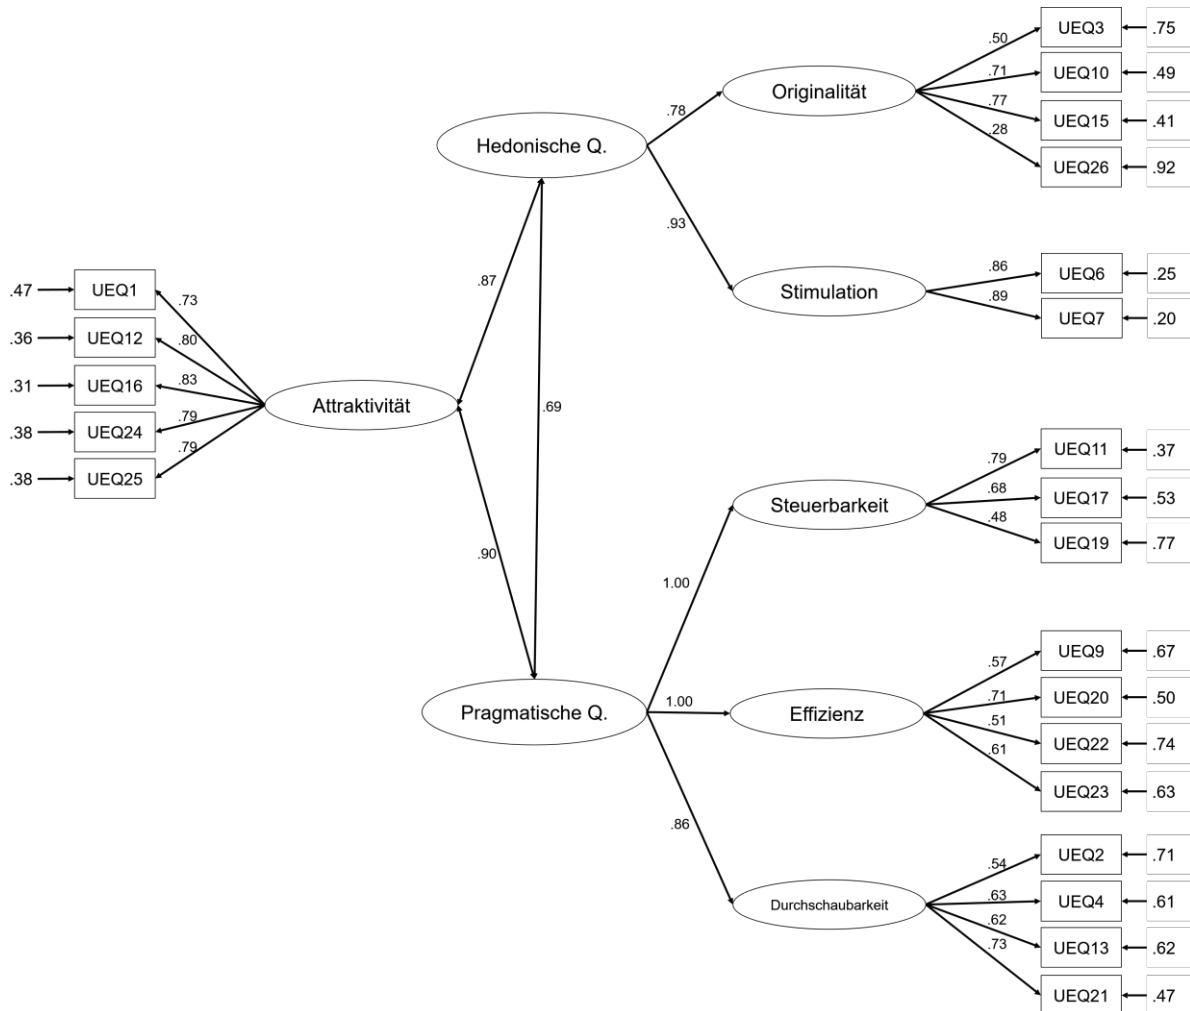 UEQ3
.75
.50
UEQ10
.49
.71
Originalität
UEQ15
.41
.77
.78
UEQ26
.92
.28
Hedonische Q.
.93
UEQ6
.25
.86
Stimulation
UEQ7
.20
.89
.47
UEQ1
.73
.87
.36
UEQ12
.80
.31
UEQ16
.83
Attraktivität
.69
.38
UEQ24
.79
.38
UEQ25
.79
UEQ11
.37
.79
Steuerbarkeit
UEQ17
.53
.68
UEQ19
.77
.48
.90
1.00
UEQ9
.67
.57
UEQ20
.50
.71
Pragmatische Q.
1.00
Effizienz
UEQ22
.74
.51
UEQ23
.63
.61
.86
UEQ2
.71
.54
Durchschaubarkeit
UEQ4
.61
.63
UEQ13
.62
.62
UEQ21
.47
.73